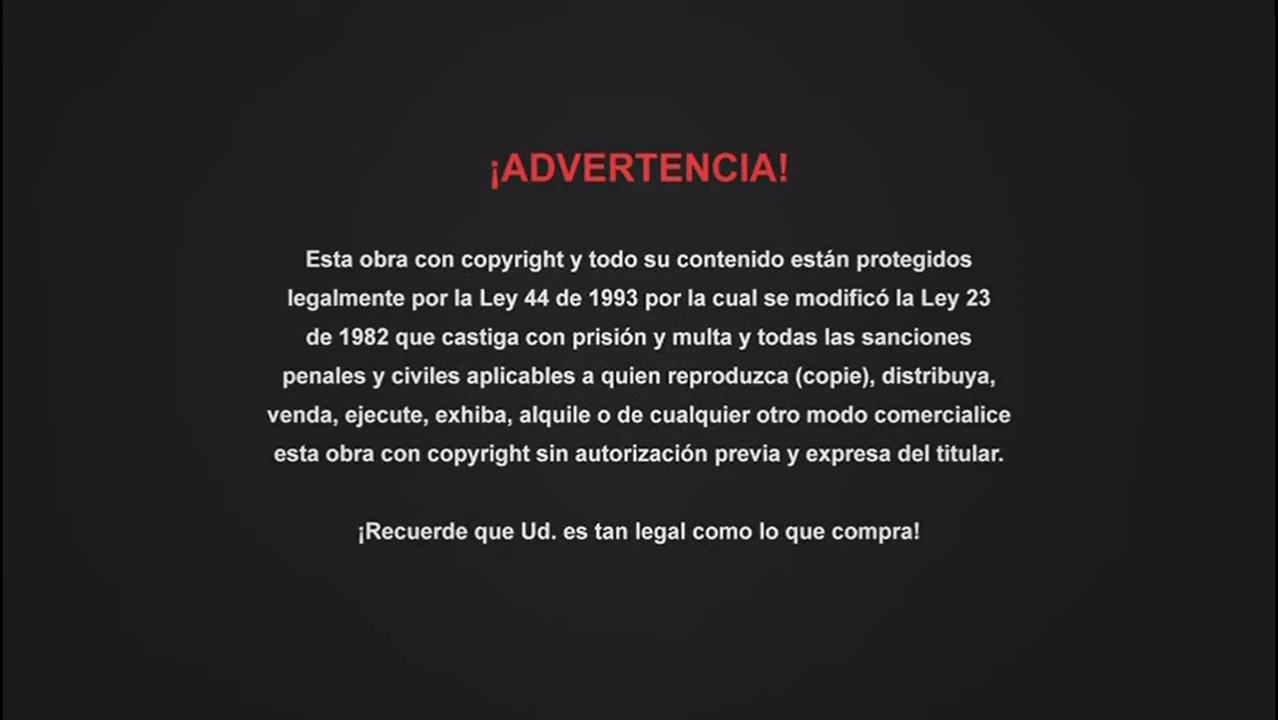 ¡ADVERTENCIA!
Esta obra con copyright y todo su contenido están protegidos
legalmente por la Ley 44 de 1993 por la cual se modificó la Ley 23
de 1982 que castiga con prisión y multa y todas las sanciones
penales y civiles aplicables a quien reproduzca (copie), distribuya,
venda, ejecute, exhiba, alquile o de cualquier otro modo comercialice
esta obra con copyright sin autorización previa y expresa del titular.
¡Recuerde que Ud. es tan legal como lo que compra!